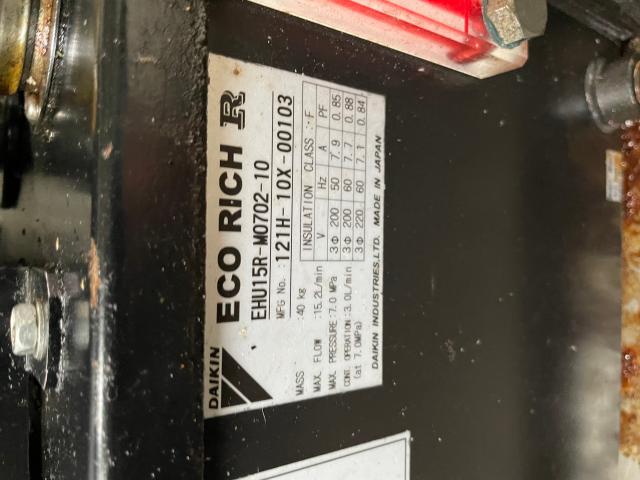 DAIKIN
ECO RICH R
EHU15R-M0702-10
MFG No. :121H-10X-00103
MASS :40 kg
MAX. FLOW :15.2L/min
MAX. PRESSURE:7.0 MPa
CONT. OPERATION:3.0L/min
(at 7.0MPa)
INSULATION CLASS :F
V Hz A PF
3Φ 200 50 7.9 0.85
3Φ 200 60 7.7 0.88
3Φ 220 60 7.1 0.84
DAIKIN INDUSTRIES,LTD. MADE IN JAPAN